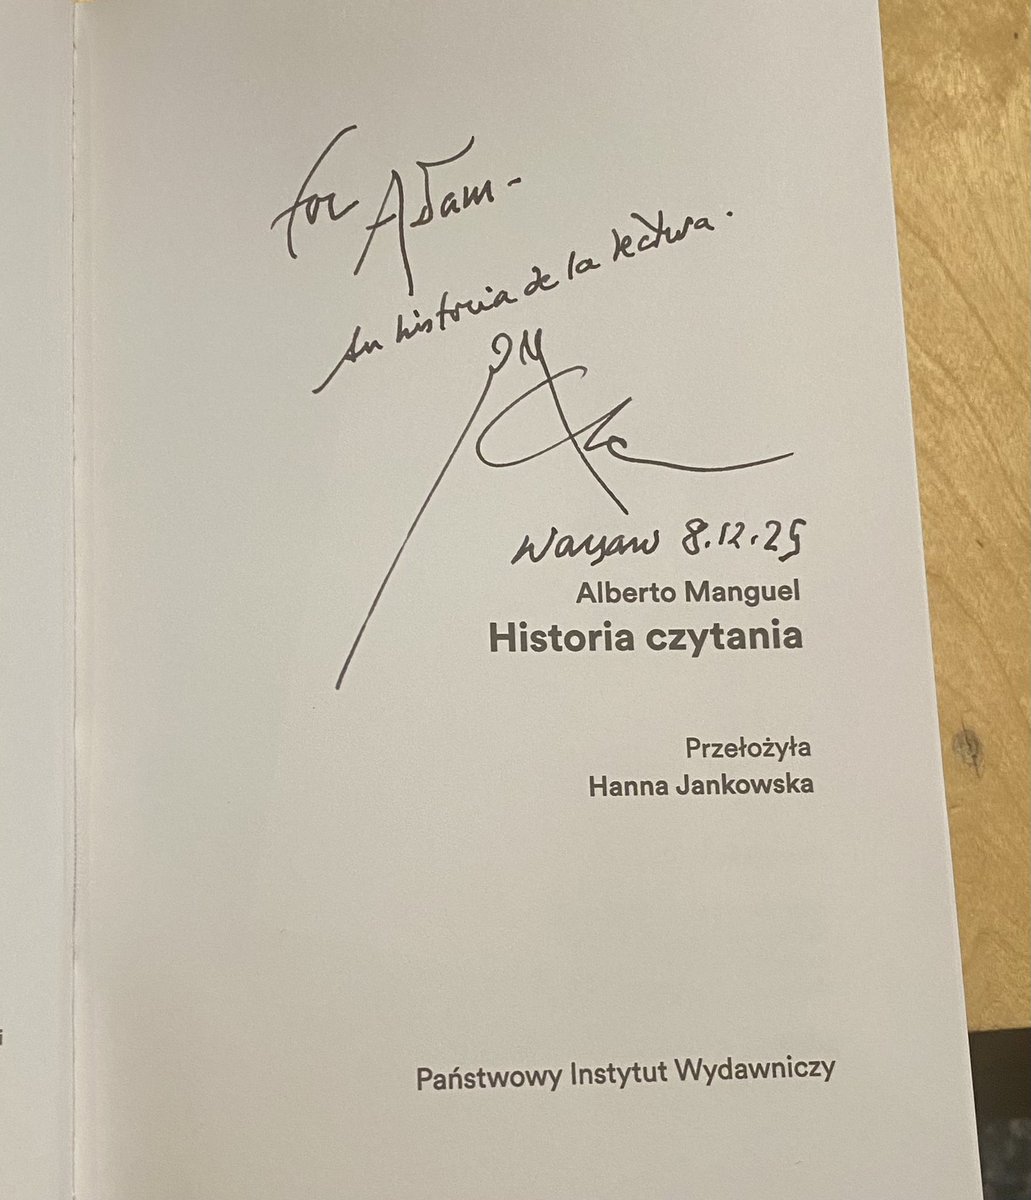 for Adam -
su historia de la lectura.
Warsaw 8.12.25
Alberto Manguel
Historia czytania
Przełożyła
Hanna Jankowska
Państwowy Instytut Wydawniczy
i